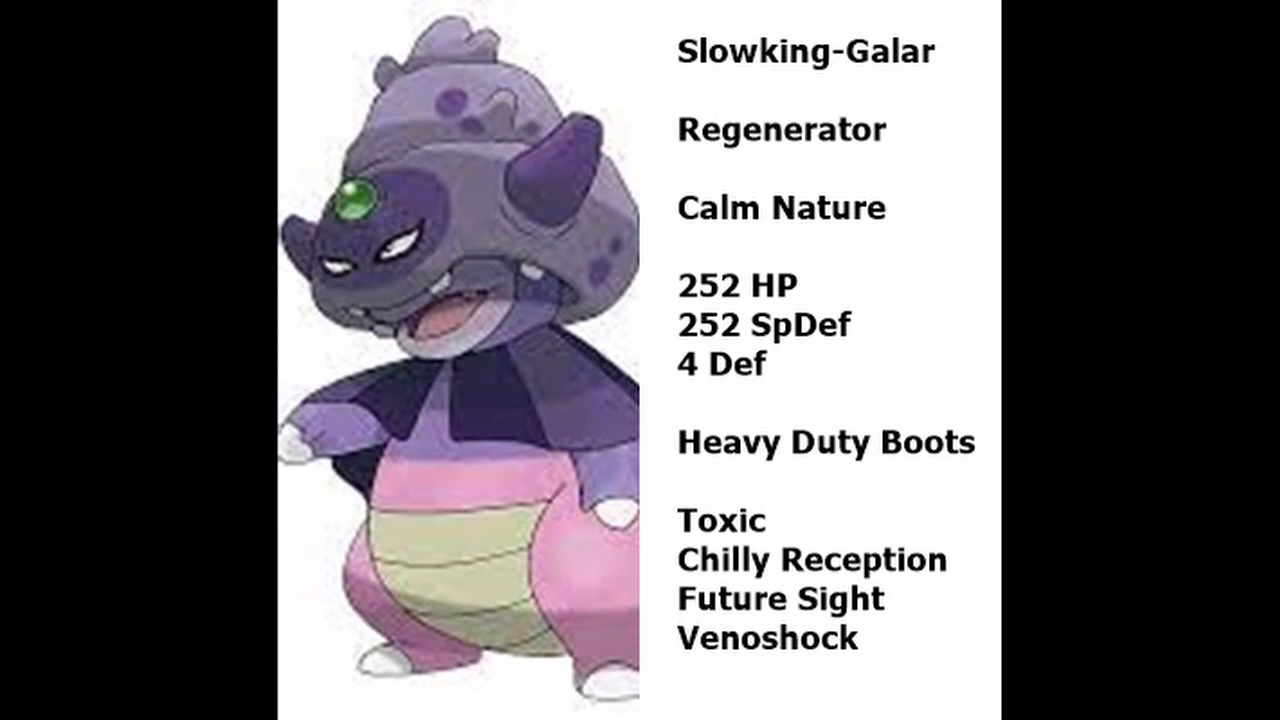 Slowking-Galar
Regenerator
Calm Nature
252 HP
252 SpDef
4 Def
Heavy Duty Boots
Toxic
Chilly Reception
Future Sight
Venoshock